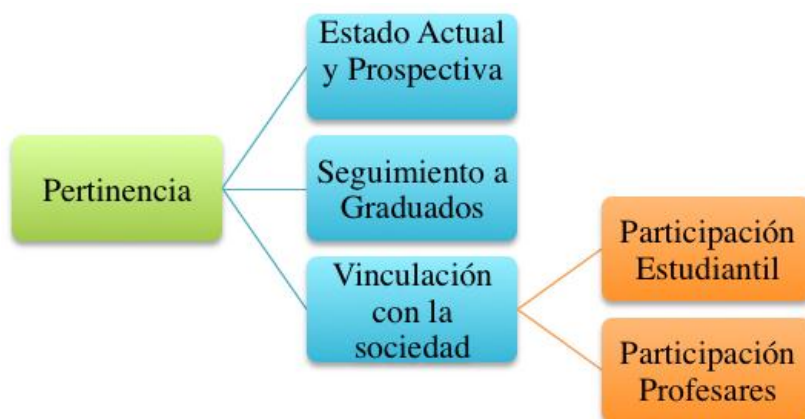 Pertinencia
Estado Actual
y Prospectiva
Seguimiento a
Graduados
Vinculación
con la
sociedad
Participación
Estudiantil
Participación
Profesares